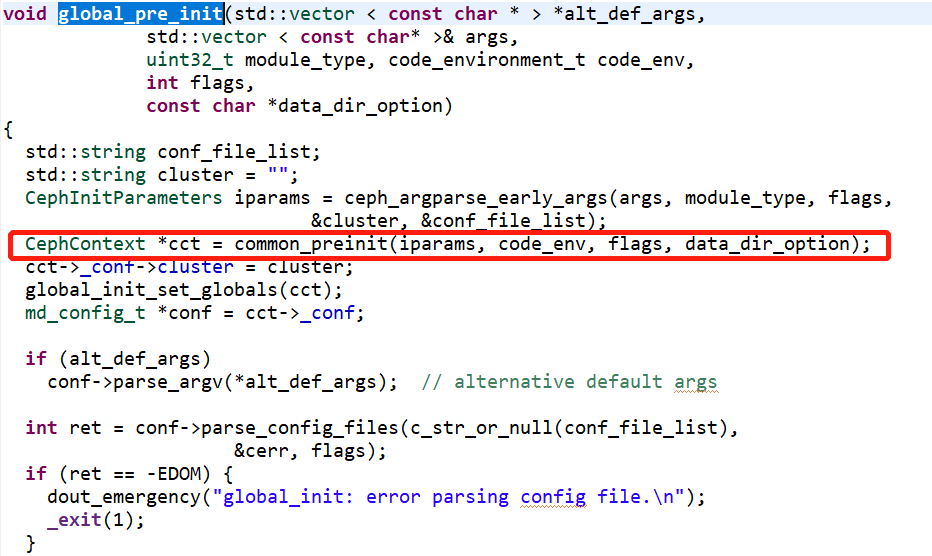 void global_pre_init(std::vector < const char * > *alt_def_args,
std::vector < const char* >& args,
uint32_t module_type, code_environment_t code_env,
int flags,
const char *data_dir_option)
{
std::string conf_file_list;
std::string cluster = "";
CephInitParameters iparams = ceph_argparse_early_args(args, module_type, flags,
&cluster, &conf_file_list);
CephContext *cct = common_preinit(iparams, code_env, flags, data_dir_option);
cct->_conf->cluster = cluster;
global_init_set_globals(cct);
md_config_t *conf = cct->_conf;
if (alt_def_args)
conf->parse_argv(*alt_def_args);  // alternative default args
int ret = conf->parse_config_files(c_str_or_null(conf_file_list),
&cerr, flags);
if (ret == -EDOM) {
dout_emergency("global_init: error parsing config file.\n");
_exit(1);
}